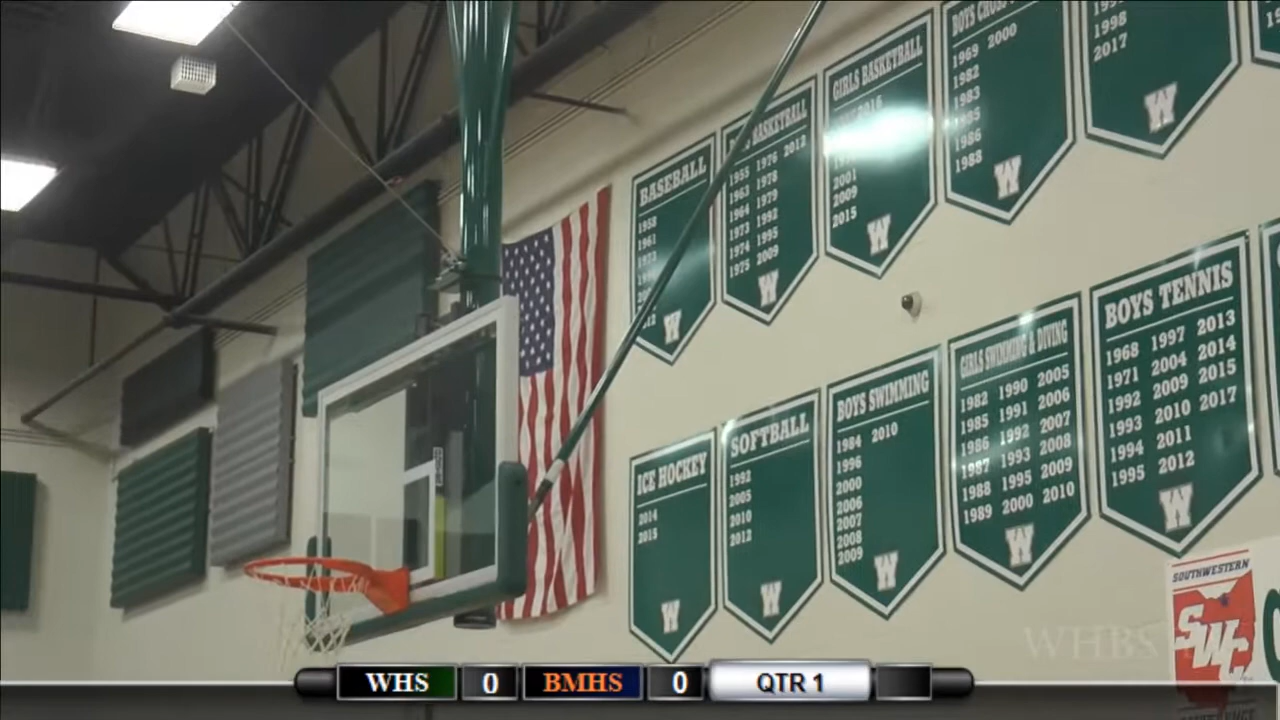 BASEBALL
1958
1961
W
BASKETBALL
1955 1976 2012
1963 1978
1964 1979
1973 1992
1974 1995
1975 2009
W
GIRLS BASKETBALL
2016
2001
2009
2015
W
BOYS CROSS
1969 2000
1982
1983
1985
1986
1988
W
1998
2017
W
ICE HOCKEY
2014
2015
W
SOFTBALL
1992
2005
2010
2012
W
BOYS SWIMMING
1984 2010
1996
2000
2006
2007
2008
2009
W
GIRLS SWIMMING & DIVING
1982 1990 2005
1985 1991 2006
1986 1992 2007
1987 1993 2008
1988 1995 2009
1989 2000 2010
W
BOYS TENNIS
1968 1997 2013
1971 2004 2014
1992 2009 2015
1993 2010 2017
1994 2011
1995 2012
W
SOUTHWESTERN
SWC
WHBS
WHS 0 BMHS 0 QTR 1